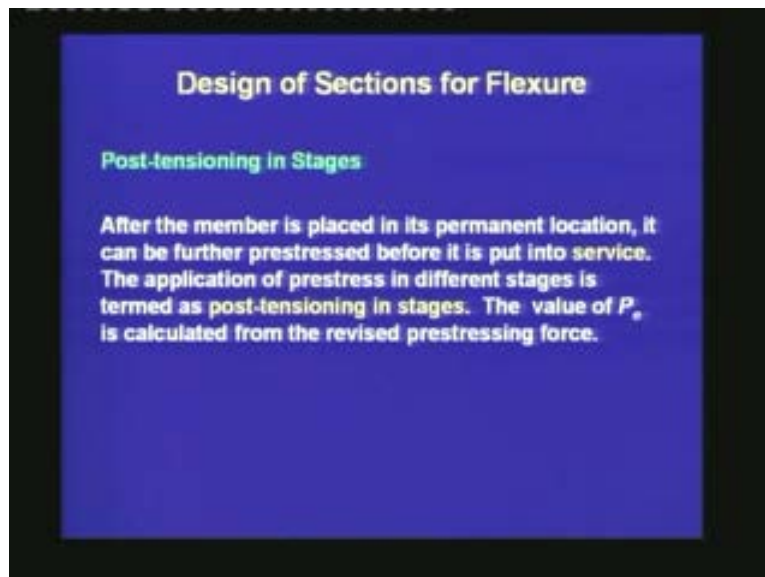 Design of Sections for Flexure
Post-tensioning in Stages
After the member is placed in its permanent location, it
can be further prestressed before it is put into service.
The application of prestress in different stages is
termed as post-tensioning in stages. The value of Pe
is calculated from the revised prestressing force.